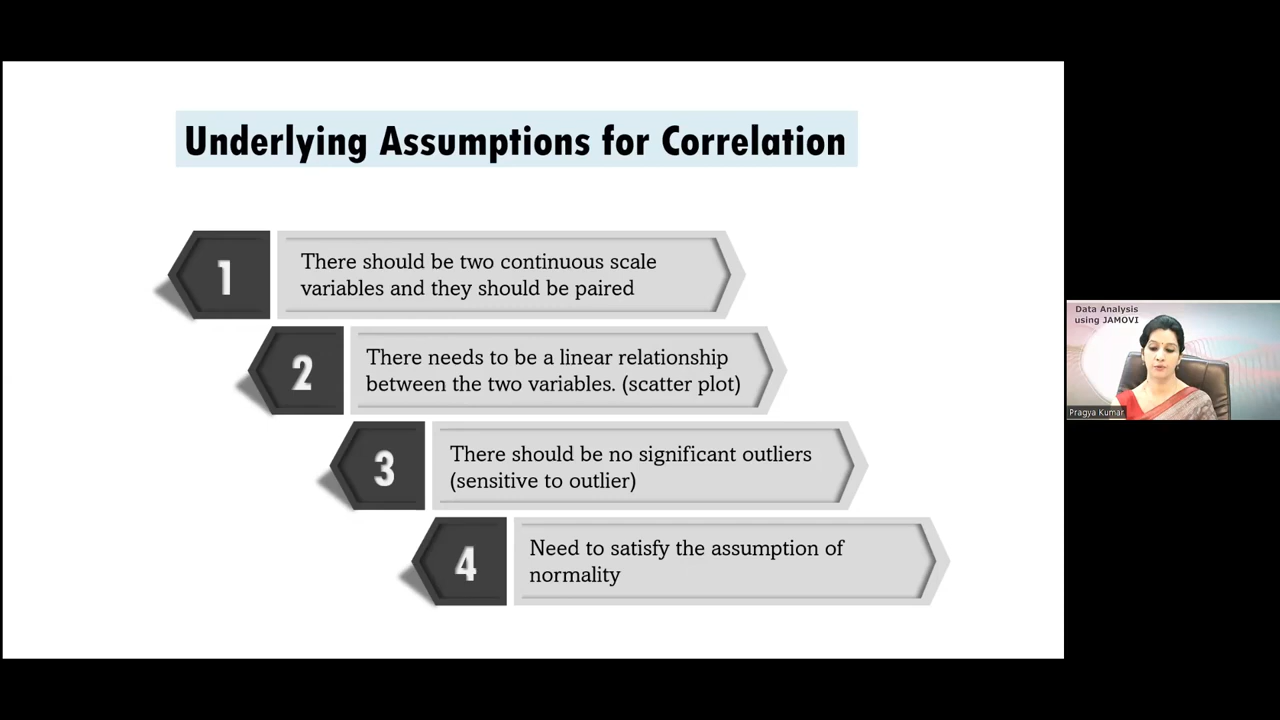 Underlying Assumptions for Correlation
1
There should be two continuous scale
variables and they should be paired
2
There needs to be a linear relationship
between the two variables. (scatter plot)
3
There should be no significant outliers
(sensitive to outlier)
4
Need to satisfy the assumption of
normality
Data Analysis
using JAMOVI
Pragya Kumar